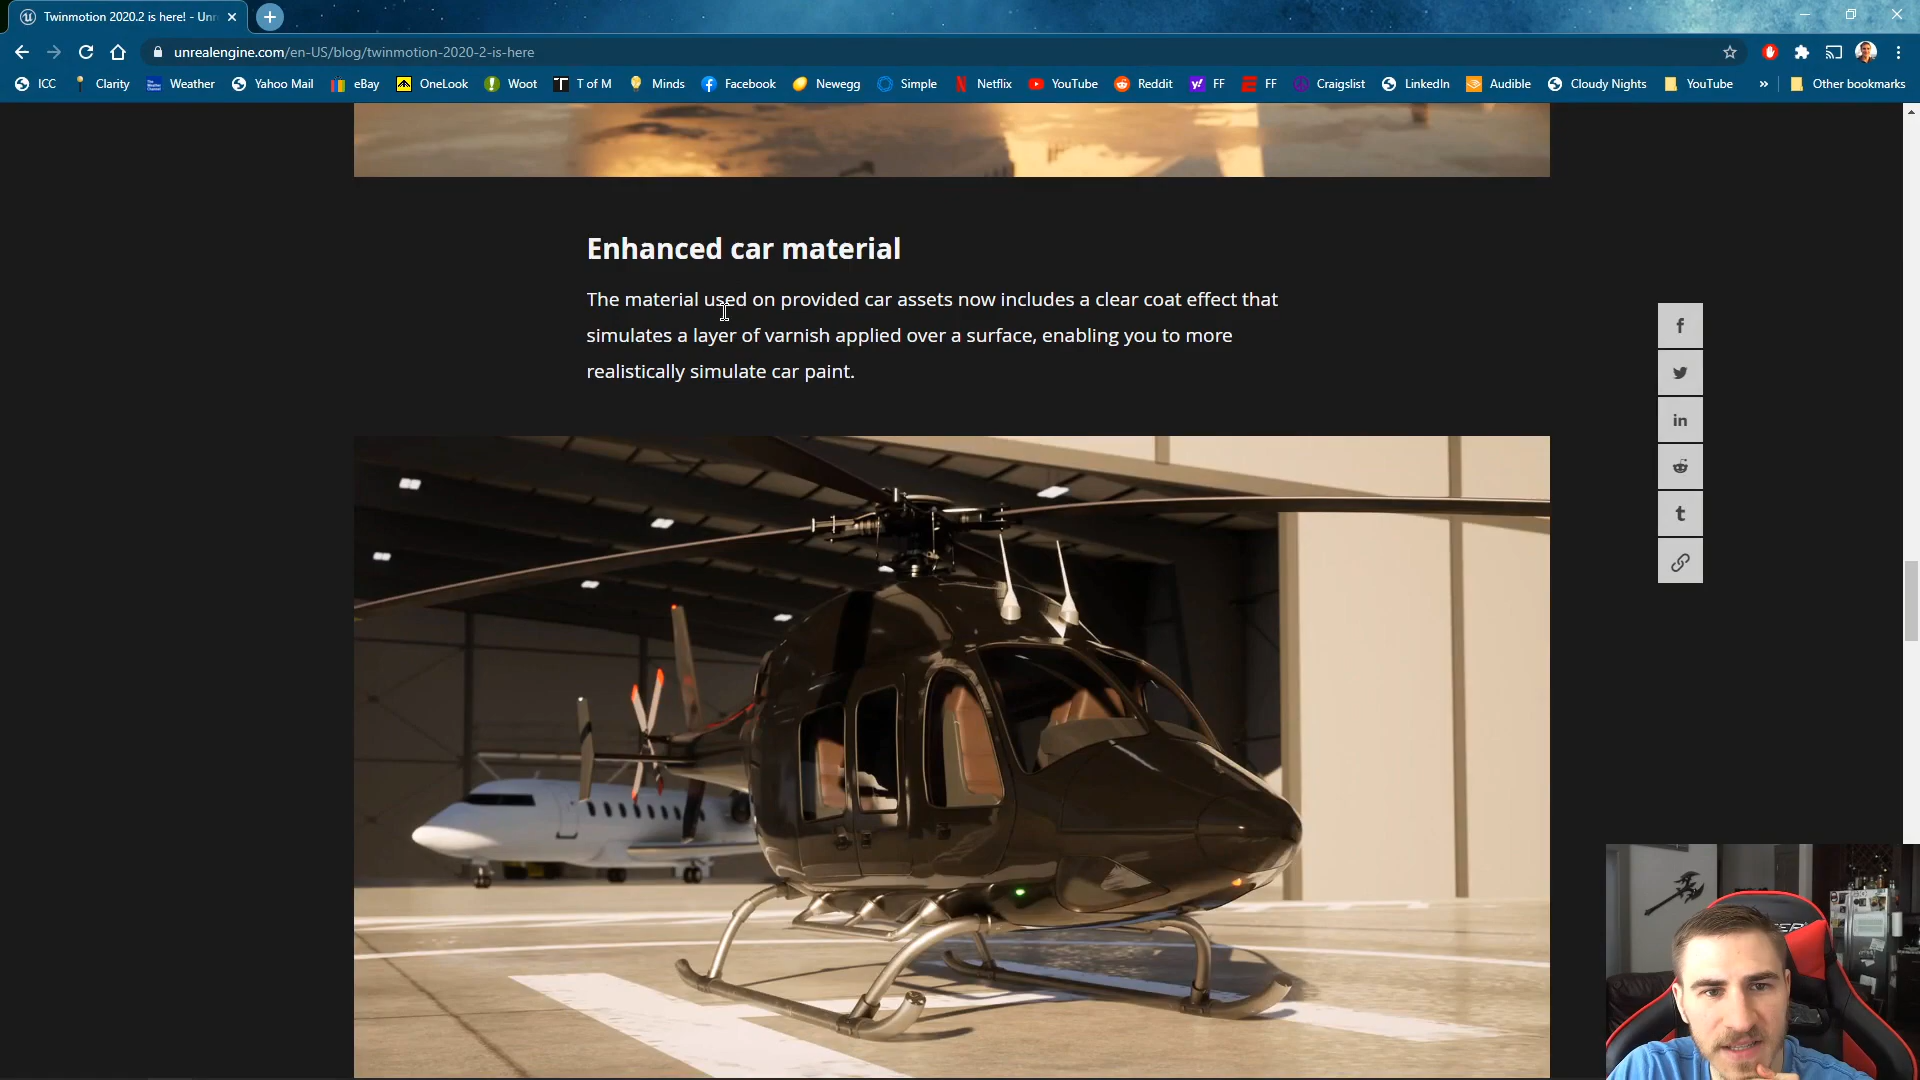 Twinmotion 2020.2 is here! - Unr
unrealengine.com/en-US/blog/twinmotion-2020-2-is-here
ICC Clarity Weather Yahoo Mail eBay OneLook Woot T of M Minds Facebook Newegg Simple Netflix YouTube Reddit FF FF Craigslist LinkedIn Audible Cloudy Nights YouTube » Other bookmarks
Enhanced car material
The material used on provided car assets now includes a clear coat effect that
simulates a layer of varnish applied over a surface, enabling you to more
realistically simulate car paint.